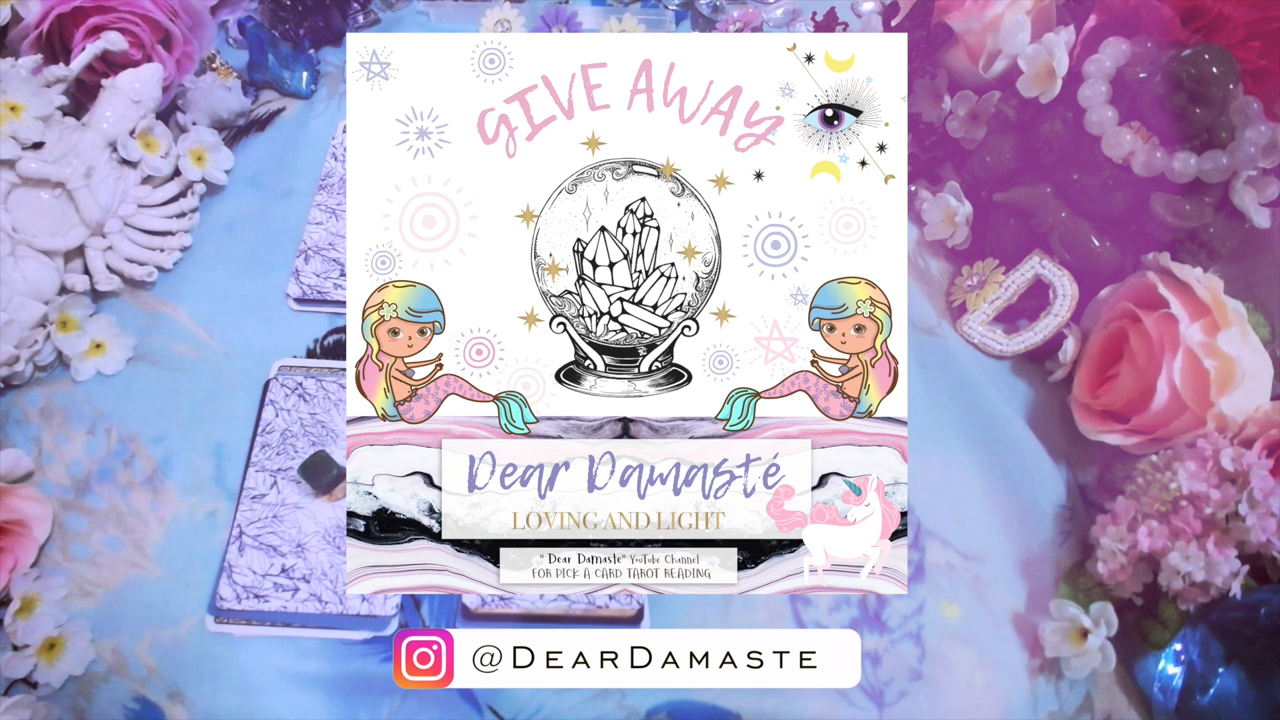 GIVE AWAY
Dear Damasté
LOVING AND LIGHT
"Dear Damaste" YouTube Channel
FOR PICK A CARD TAROT READING
@DEARDAMASTE